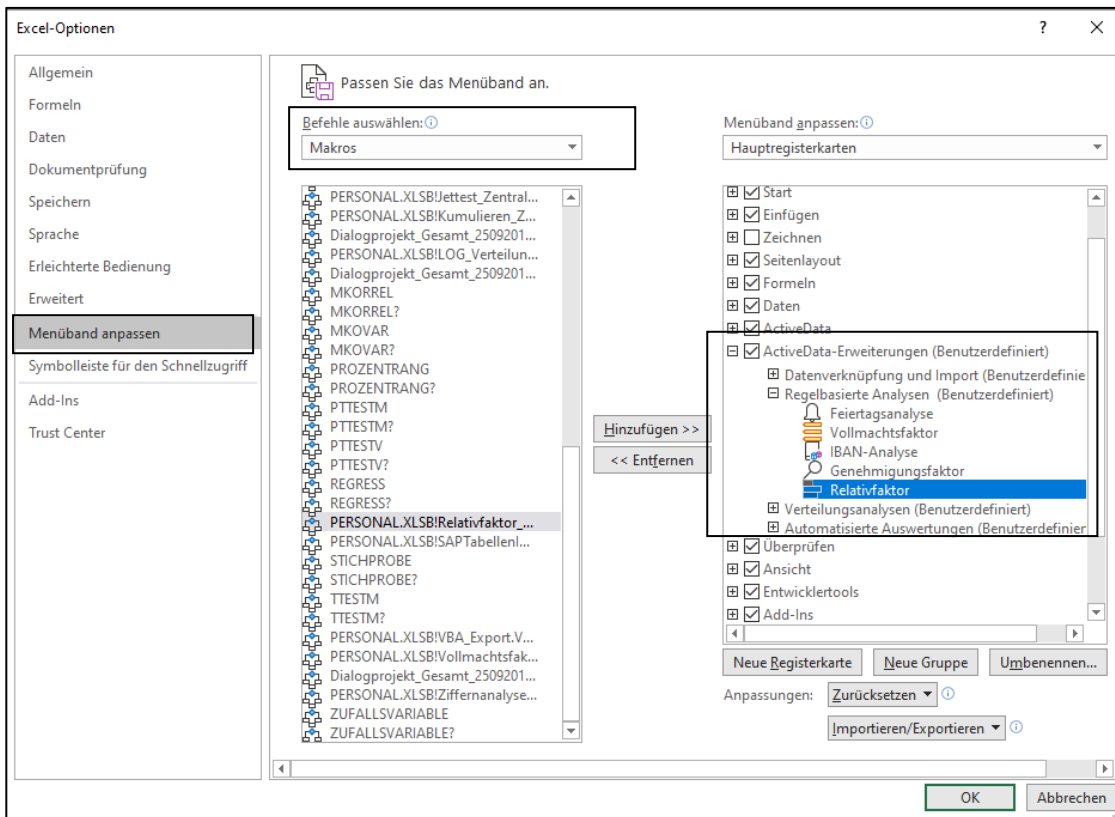 Excel-Optionen
?
Allgemein
Formeln
Daten
Dokumentprüfung
Speichern
Sprache
Erleichterte Bedienung
Erweitert
Menüband anpassen
Symbolleiste für den Schnellzugriff
Add-Ins
Trust Center
Passen Sie das Menüband an.
Befehle auswählen:
Makros
PERSONAL.XLSB!Jettest_Zentral...
PERSONAL.XLSB!Kumulieren_Z...
Dialogprojekt_Gesamt_2509201...
PERSONAL.XLSB!LOG_Verteilun...
Dialogprojekt_Gesamt_2509201...
MKORREL
MKORREL?
MKOVAR
MKOVAR?
PROZENTRANG
PROZENTRANG?
PTTESTM
PTTESTM?
PTTESTV
PTTESTV?
REGRESS
REGRESS?
PERSONAL.XLSB!Relativfaktor_...
PERSONAL.XLSB!SAPTabellenl...
STICHPROBE
STICHPROBE?
TTESTM
TTESTM?
PERSONAL.XLSB!VBA_Export.V...
PERSONAL.XLSB!Vollmachtsfak...
Dialogprojekt_Gesamt_2509201...
PERSONAL.XLSB!Ziffernanalyse...
ZUFALLSVARIABLE
ZUFALLSVARIABLE?
Hinzufügen >>
<< Entfernen
Menüband anpassen:
Hauptregisterkarten
Start
Einfügen
Zeichnen
Seitenlayout
Formeln
Daten
ActiveData
ActiveData-Erweiterungen (Benutzerdefiniert)
Datenverknüpfung und Import (Benutzerdefinie
Regelbasierte Analysen (Benutzerdefiniert)
Feiertagsanalyse
Vollmachtsfaktor
IBAN-Analyse
Genehmigungsfaktor
Relativfaktor
Verteilungsanalysen (Benutzerdefiniert)
Automatisierte Auswertungen (Benutzerdefinier
Überprüfen
Ansicht
Entwicklertools
Add-Ins
Neue Registerkarte Neue Gruppe Umbenennen...
Anpassungen: Zurücksetzen
Importieren/Exportieren
OK Abbrechen